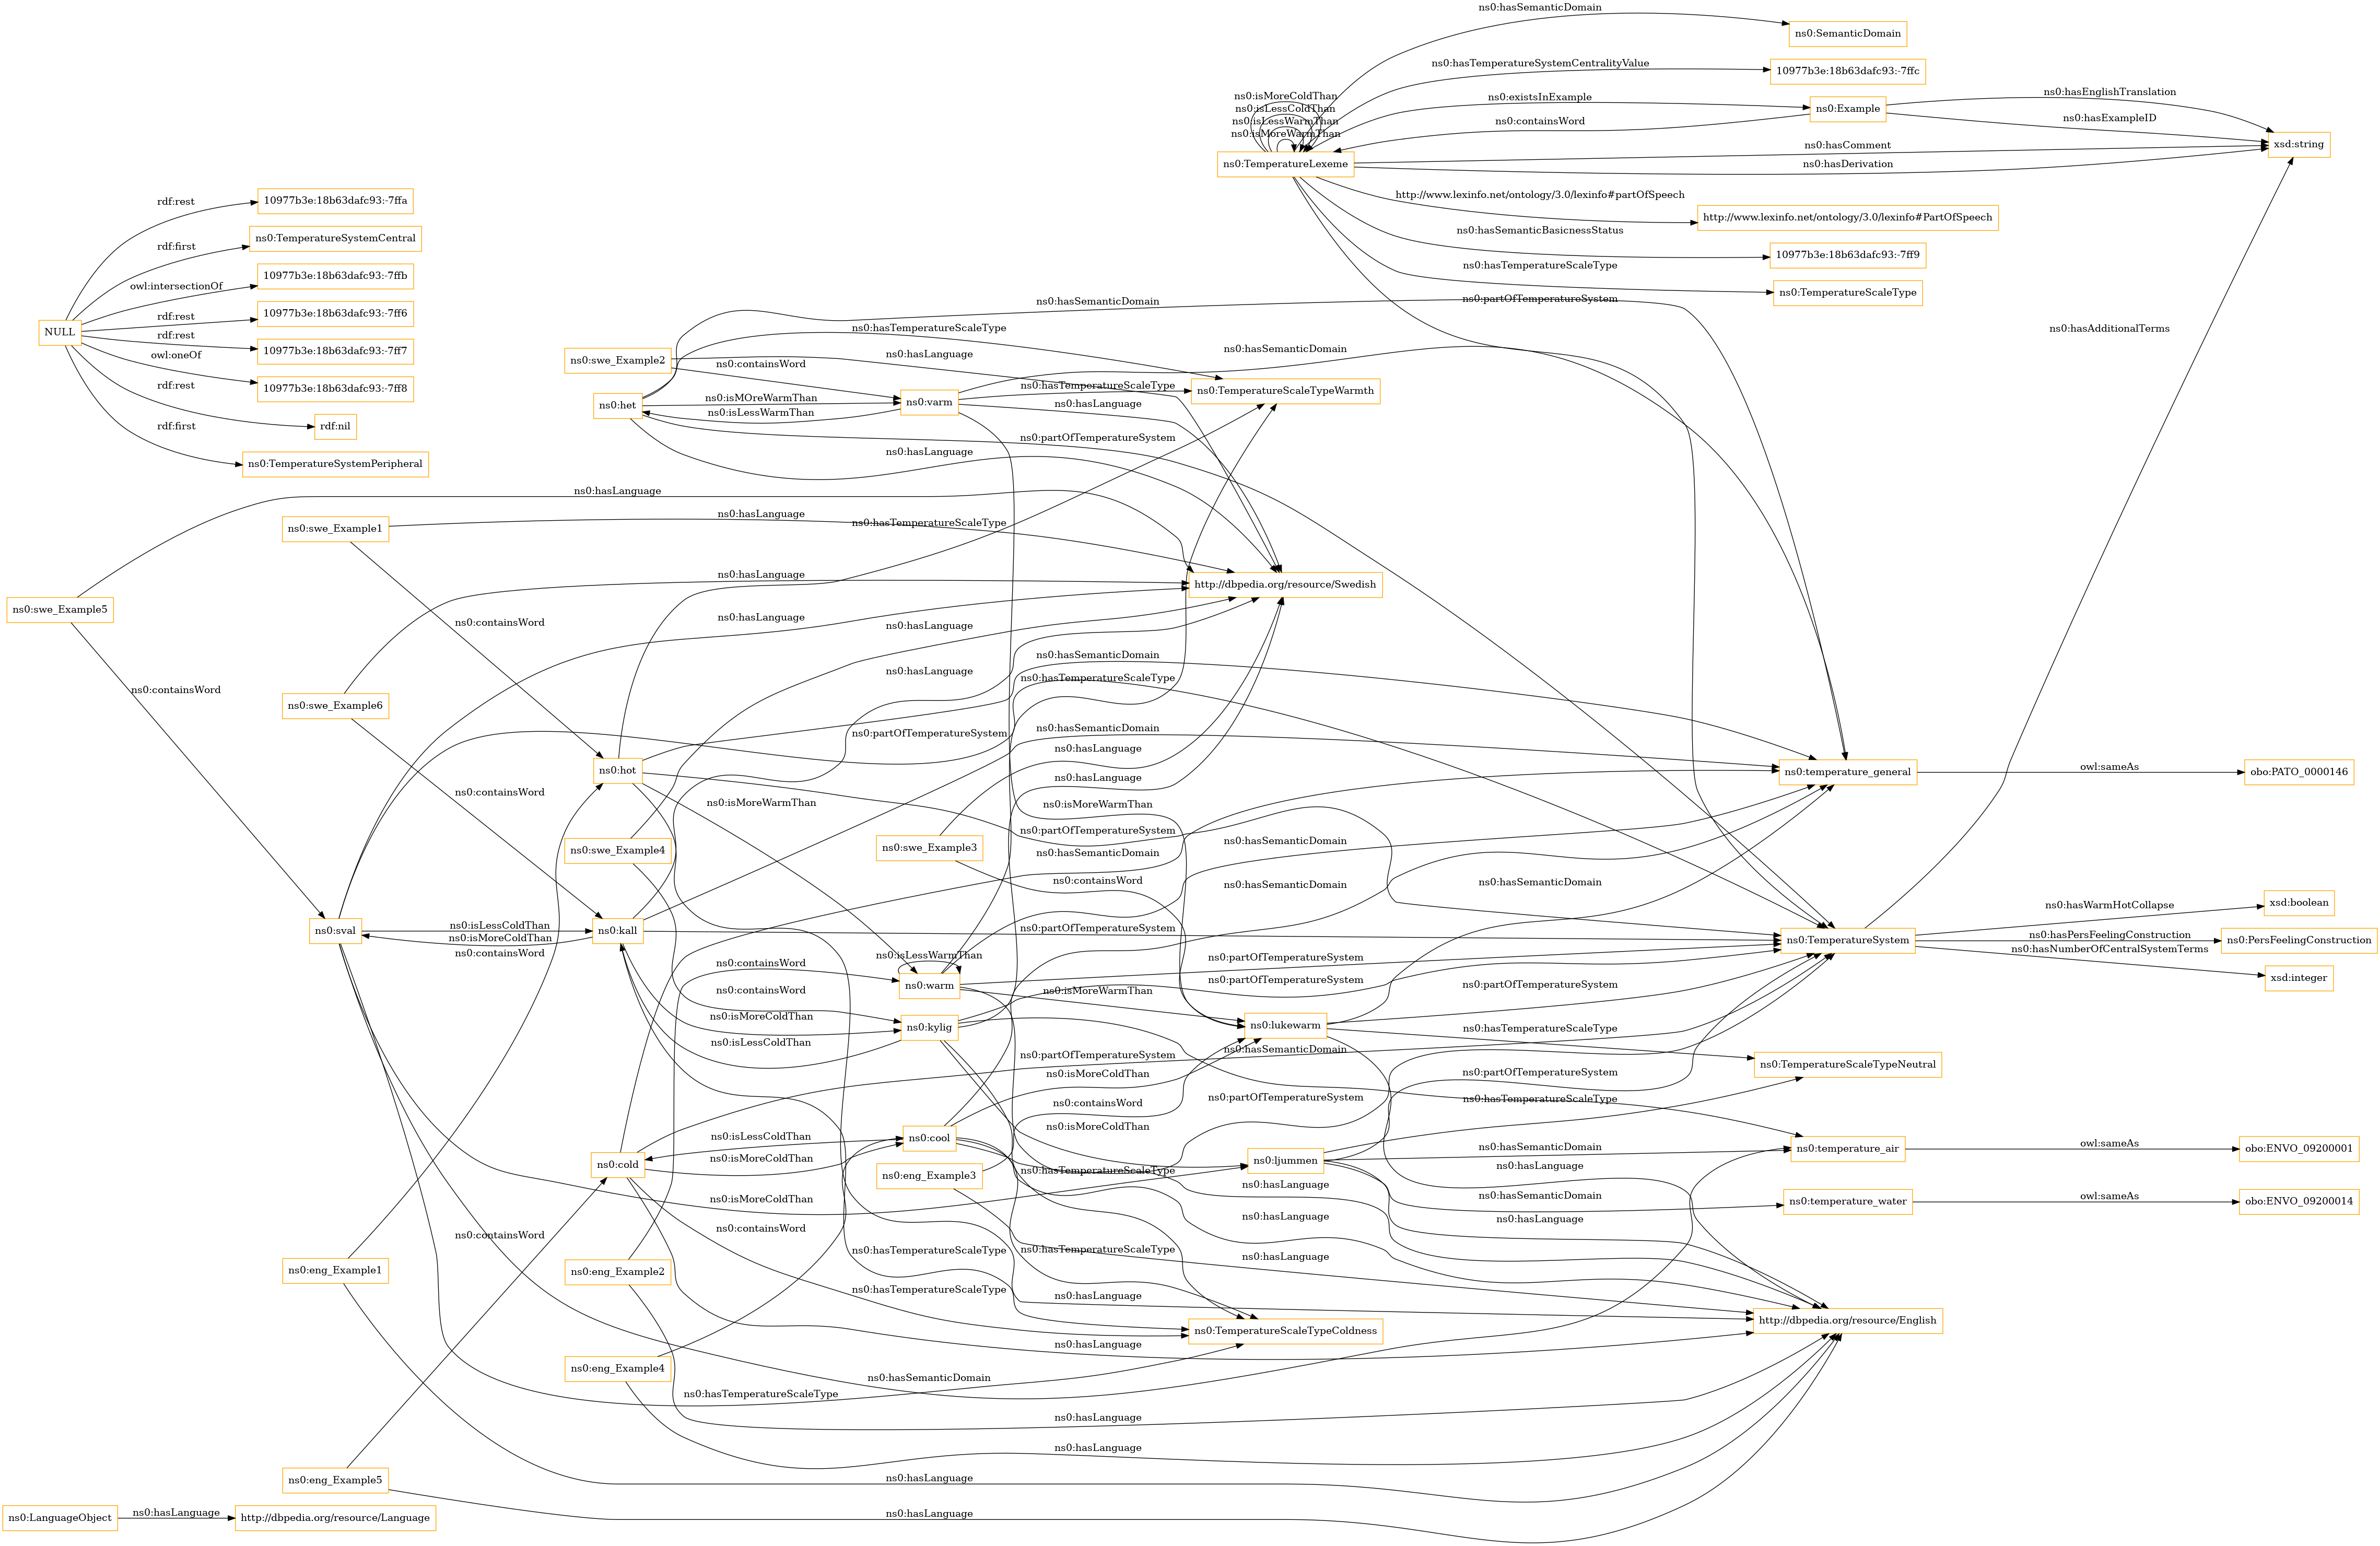 ns0:hasSemanticDomain
ns0:SemanticDomain
ns0:hasTemperatureSystemCentralityValue
10977b3e:18b63dafc93:-7ffc
ns0:isMoreColdThan
ns0:isLessColdThan
ns0:isLessWarmThan
ns0:isMoreWarmThan
ns0:existsInExample
ns0:Example
ns0:hasEnglishTranslation
ns0:hasExampleID
ns0:containsWord
xsd:string
ns0:TemperatureLexeme
ns0:hasComment
ns0:hasDerivation
http://www.lexinfo.net/ontology/3.0/lexinfo#partOfSpeech
http://www.lexinfo.net/ontology/3.0/lexinfo#PartOfSpeech
ns0:hasSemanticBasicnessStatus
10977b3e:18b63dafc93:-7ff9
ns0:hasTemperatureScaleType
ns0:TemperatureScaleType
ns0:partOfTemperatureSystem
ns0:hasAdditionalTerms
rdf:rest
10977b3e:18b63dafc93:-7ffa
rdf:first
ns0:TemperatureSystemCentral
owl:intersectionOf
10977b3e:18b63dafc93:-7ffb
NULL
rdf:rest
10977b3e:18b63dafc93:-7ff6
rdf:rest
10977b3e:18b63dafc93:-7ff7
owl:oneOf
10977b3e:18b63dafc93:-7ff8
rdf:rest
rdf:nil
rdf:first
ns0:TemperatureSystemPeripheral
ns0:hasSemanticDomain
ns0:hasTemperatureScaleType
ns0:swe_Example2
ns0:hasLanguage
ns0:hasSemanticDomain
ns0:containsWord
ns0:het
ns0:isMOreWarmThan
ns0:isLessWarmThan
ns0:varm
ns0:hasTemperatureScaleType
ns0:TemperatureScaleTypeWarmth
ns0:hasLanguage
ns0:partOfTemperatureSystem
ns0:hasLanguage
ns0:hasLanguage
ns0:swe_Example1
ns0:hasLanguage
ns0:hasTemperatureScaleType
ns0:hasLanguage
http://dbpedia.org/resource/Swedish
ns0:swe_Example5
ns0:containsWord
ns0:hasLanguage
ns0:hasLanguage
ns0:containsWord
ns0:swe_Example6
ns0:hasLanguage
ns0:hasSemanticDomain
ns0:hasTemperatureScaleType
ns0:partOfTemperatureSystem
ns0:hasSemanticDomain
ns0:hasLanguage
ns0:hot
ns0:hasLanguage
ns0:temperature_general
owl:sameAs
obo:PATO_0000146
ns0:containsWord
ns0:isMoreWarmThan
ns0:isMoreWarmThan
ns0:swe_Example4
ns0:swe_Example3
ns0:partOfTemperatureSystem
ns0:hasSemanticDomain
ns0:hasSemanticDomain
ns0:containsWord
ns0:hasSemanticDomain
ns0:hasSemanticDomain
ns0:sval
ns0:isLessColdThan
ns0:isMoreColdThan
ns0:kall
ns0:partOfTemperatureSystem
ns0:TemperatureSystem
ns0:hasWarmHotCollapse
xsd:boolean
ns0:hasPersFeelingConstruction
ns0:PersFeelingConstruction
ns0:hasNumberOfCentralSystemTerms
xsd:integer
ns0:containsWord
ns0:isLessWarmThan
ns0:containsWord
ns0:warm
ns0:partOfTemperatureSystem
ns0:isMoreWarmThan
ns0:partOfTemperatureSystem
ns0:partOfTemperatureSystem
ns0:containsWord
ns0:isMoreColdThan
ns0:kylig
ns0:lukewarm
ns0:hasTemperatureScaleType
ns0:isLessColdThan
ns0:hasSemanticDomain
ns0:partOfTemperatureSystem
ns0:TemperatureScaleTypeNeutral
ns0:isMoreColdThan
ns0:partOfTemperatureSystem
ns0:containsWord
ns0:partOfTemperatureSystem
ns0:hasTemperatureScaleType
ns0:isMoreColdThan
ns0:cool
ns0:isLessColdThan
ns0:cold
ns0:isMoreColdThan
ns0:ljummen
ns0:hasSemanticDomain
ns0:temperature_air
owl:sameAs
obo:ENVO_09200001
ns0:eng_Example3
ns0:hasTemperatureScaleType
ns0:hasLanguage
ns0:hasLanguage
ns0:hasSemanticDomain
ns0:temperature_water
owl:sameAs
obo:ENVO_09200014
ns0:isMoreColdThan
ns0:containsWord
ns0:containsWord
ns0:hasLanguage
ns0:hasLanguage
ns0:eng_Example1
ns0:eng_Example2
ns0:hasTemperatureScaleType
ns0:hasTemperatureScaleType
ns0:hasLanguage
ns0:hasTemperatureScaleType
ns0:hasLanguage
ns0:TemperatureScaleTypeColdness
http://dbpedia.org/resource/English
ns0:hasLanguage
ns0:eng_Example4
ns0:hasSemanticDomain
ns0:hasTemperatureScaleType
ns0:hasLanguage
ns0:hasLanguage
ns0:eng_Example5
ns0:hasLanguage
ns0:hasLanguage
ns0:LanguageObject
ns0:hasLanguage
http://dbpedia.org/resource/Language